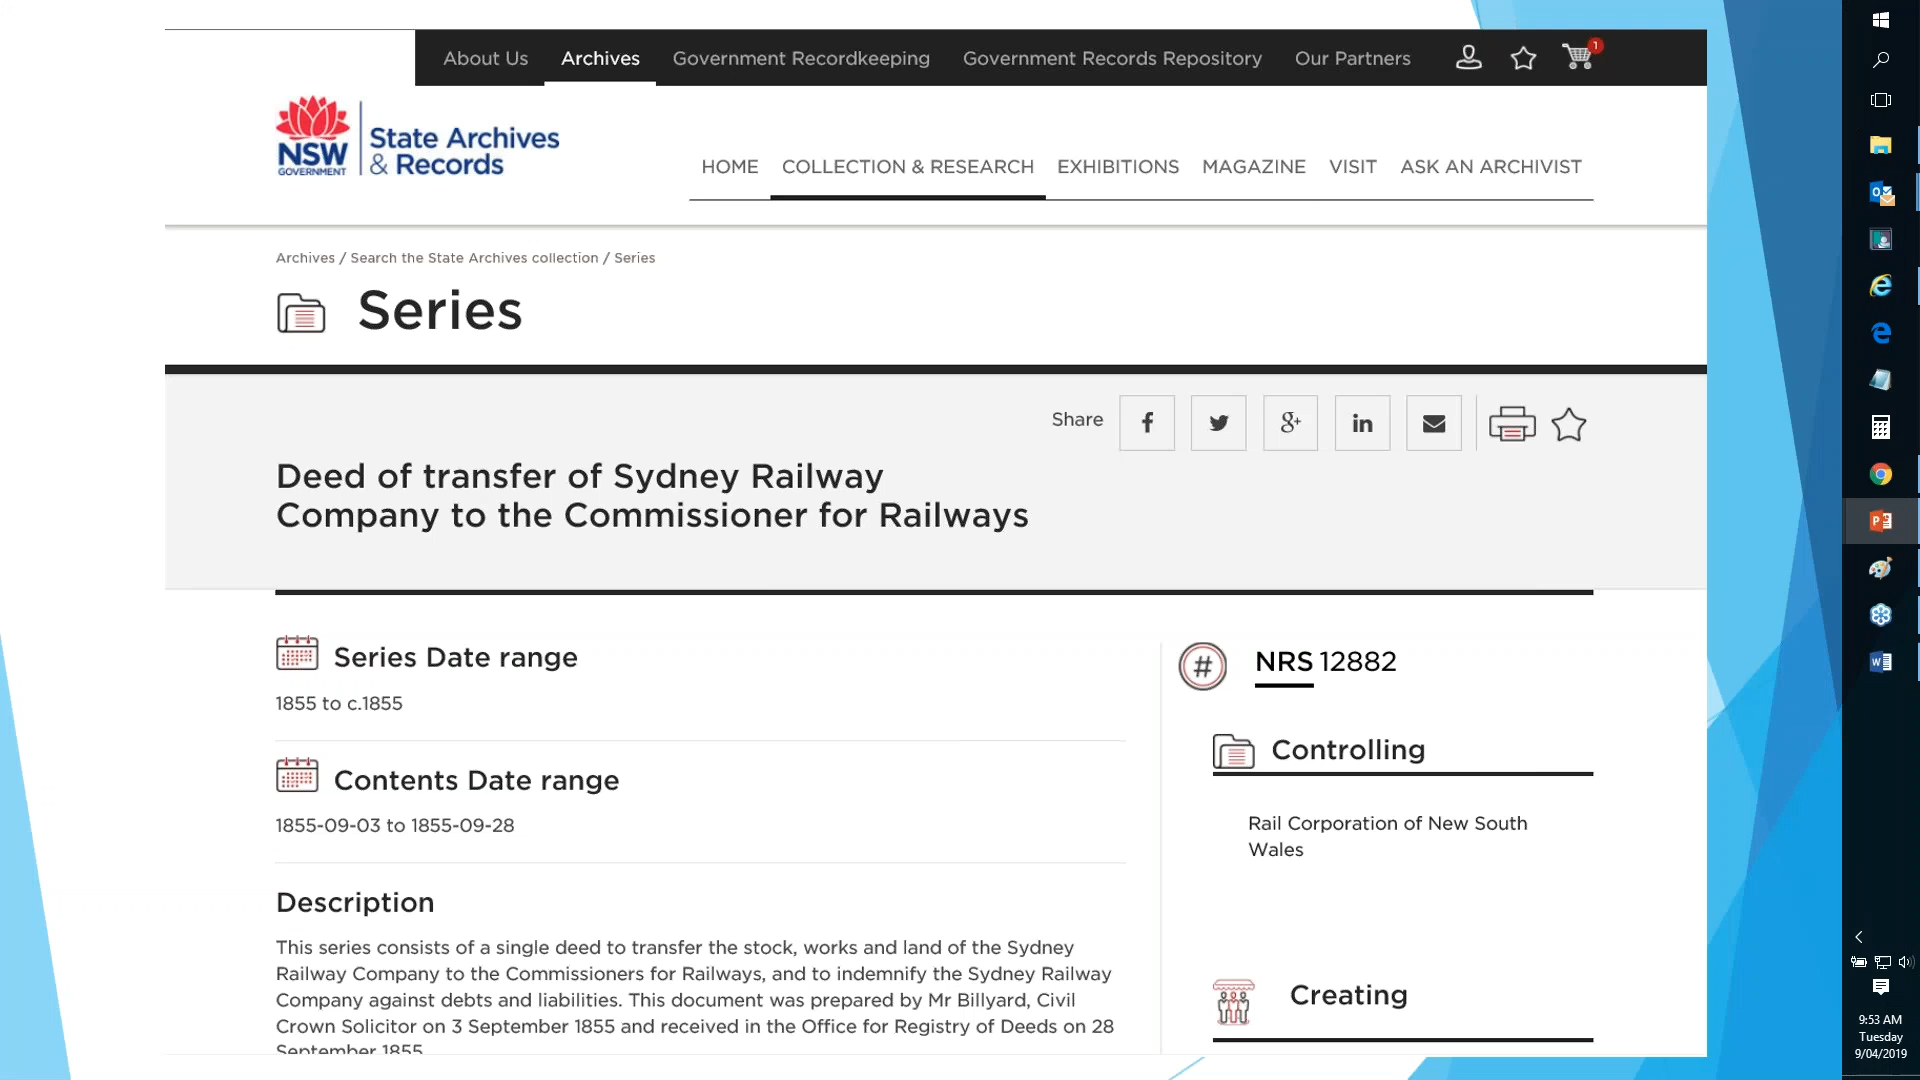 About Us Archives Government Recordkeeping Government Records Repository Our Partners 1
NSW
GOVERNMENT
State Archives
& Records
HOME COLLECTION & RESEARCH EXHIBITIONS MAGAZINE VISIT ASK AN ARCHIVIST
Archives / Search the State Archives collection / Series
Series
Share
Deed of transfer of Sydney Railway
Company to the Commissioner for Railways
Series Date range
1855 to c.1855
Contents Date range
1855-09-03 to 1855-09-28
Description
This series consists of a single deed to transfer the stock, works and land of the Sydney
Railway Company to the Commissioners for Railways, and to indemnify the Sydney Railway
Company against debts and liabilities. This document was prepared by Mr Billyard, Civil
Crown Solicitor on 3 September 1855 and received in the Office for Registry of Deeds on 28
September 1855
# NRS 12882
Controlling
Rail Corporation of New South
Wales
Creating
9:53 AM
Tuesday
9/04/2019